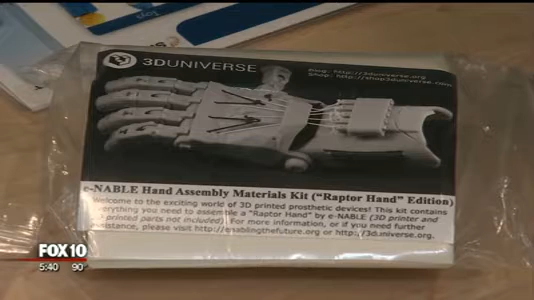 3DUNIVERSE
Blog: http://3duniverse.org
Shop: http://shop3duniverse.com
e-NABLE Hand Assembly Materials Kit ("Raptor Hand" Edition)
Welcome to the exciting world of 3D printed prosthetic devices! This kit contains
everything you need to assemble a "Raptor Hand" by e-NABLE (3D printer and
printed parts not included). For more information, or if you need further
assistance, please visit http://enablingthefuture.org or http://3duniverse.org.
FOX 10
5:40 90°